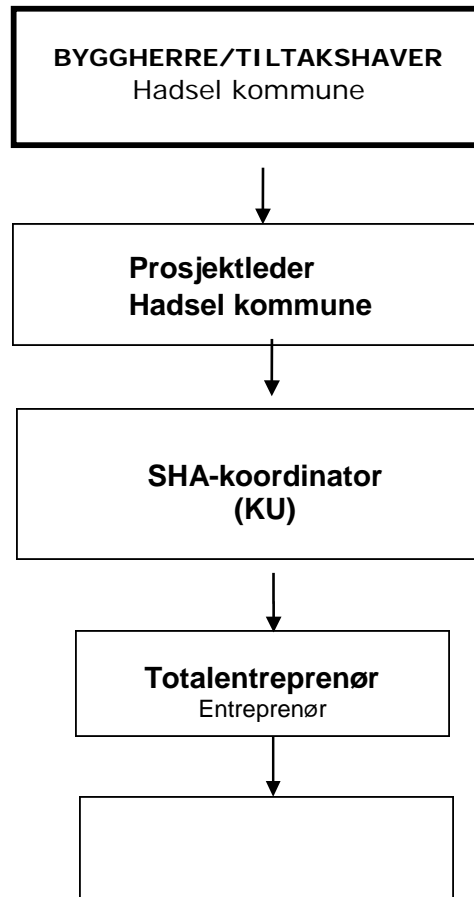 BYGGHERRE/TILTAKSHAVER
Hadsel kommune
Prosjektleder
Hadsel kommune
SHA-koordinator
(KU)
Totalentreprenør
Entreprenør